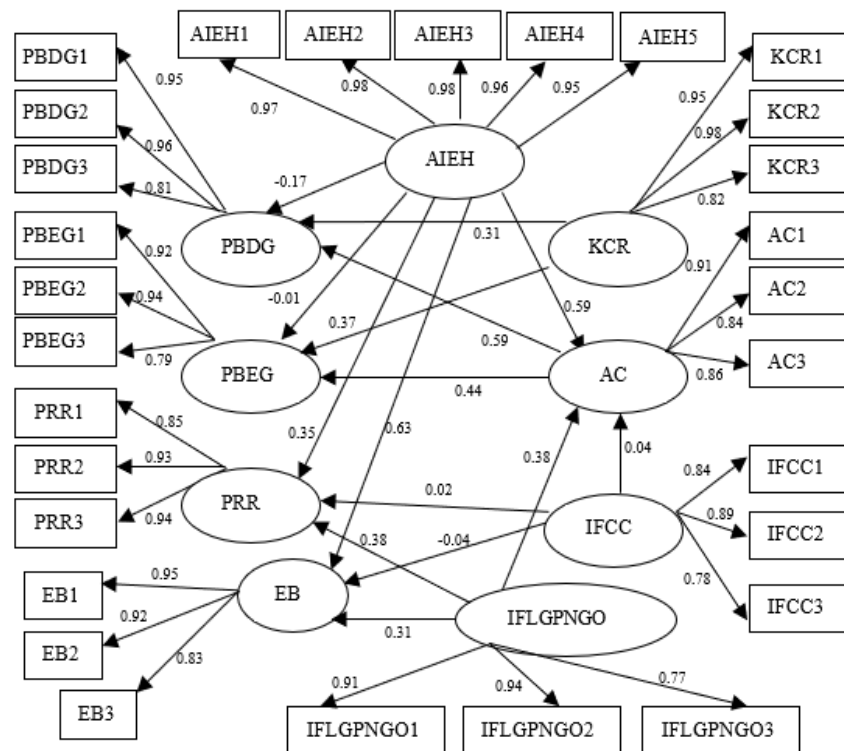 AIEH1
AIEH2
AIEH3
AIEH4
AIEH5
PBDG1
KCR1
0.95
0.97
0.98
0.98
0.96
0.95
0.95
PBDG2
KCR2
0.96
0.98
PBDG3
AIEH
KCR3
0.81
-0.17
0.82
PBEG1
PBDG
0.31
KCR
AC1
0.92
0.91
PBEG2
AC2
0.94
-0.01
0.59
0.84
PBEG3
0.37
0.59
AC3
0.79
PBEG
0.44
AC
0.86
PRR1
0.85
0.35
0.63
0.38
0.04
PRR2
0.93
IFCC1
0.84
PRR3
0.94
PRR
0.02
IFCC
0.89
IFCC2
0.38
-0.04
EB1
0.95
EB
0.78
IFCC3
EB2
0.92
0.31
IFLGPNGO
0.83
EB3
0.91
0.94
0.77
IFLGPNGO1
IFLGPNGO2
IFLGPNGO3